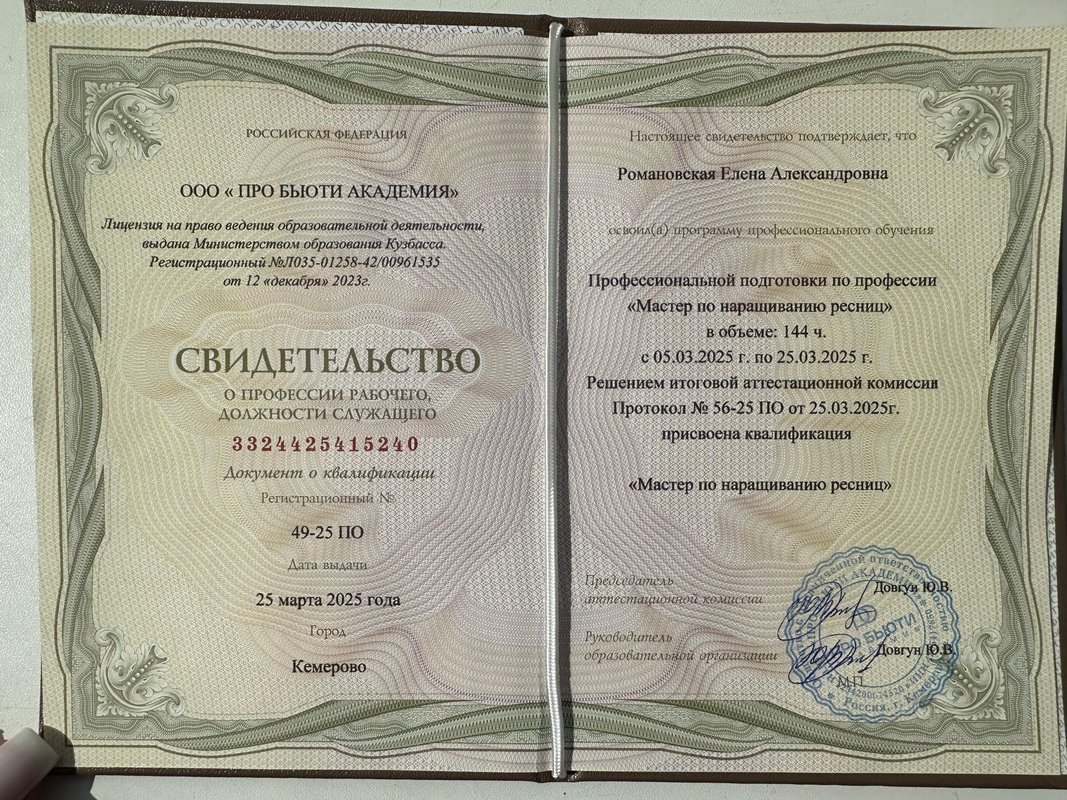 РОССИЙСКАЯ ФЕДЕРАЦИЯ
ООО « ПРО БЬЮТИ АКАДЕМИЯ»
Лицензия на право ведения образовательной деятельности,
выдана Министерством образования Кузбасса.
Регистрационный №Л035-01258-42/00961535
от 12 «декабря» 2023г.
СВИДЕТЕЛЬСТВО
О ПРОФЕССИИ РАБОЧЕГО,
ДОЛЖНОСТИ СЛУЖАЩЕГО
3324425415240
Документ о квалификации
Регистрационный №
49-25 ПО
Дата выдачи
25 марта 2025 года
Город
Кемерово
Настоящее свидетельство подтверждает, что
Романовская Елена Александровна
освоил(а) программу профессионального обучения
Профессиональной подготовки по профессии
«Мастер по наращиванию ресниц»
в объеме: 144 ч.
с 05.03.2025 г. по 25.03.2025 г.
Решением итоговой аттестационной комиссии
Протокол № 56-25 ПО от 25.03.2025г.
присвоена квалификация
«Мастер по наращиванию ресниц»
Председатель
аттестационной комиссии
Довгун Ю.В.
Руководитель
образовательной организации
Довгун Ю.В.
М.П.
БЬЮТИ
АКАДЕМИЯ
ответственностью
Россия, г. Кемерово